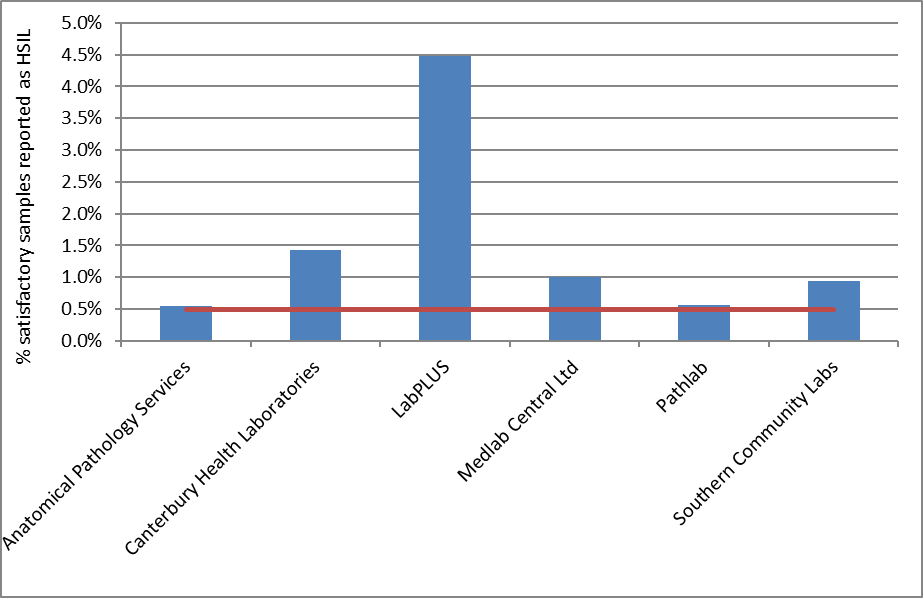 % satisfactory samples reported as HSIL
5.0%
4.5%
4.0%
3.5%
3.0%
2.5%
2.0%
1.5%
1.0%
0.5%
0.0%
Anatomical Pathology Services
Canterbury Health Laboratories
LabPLUS
Medlab Central Ltd
Pathlab
Southern Community Labs